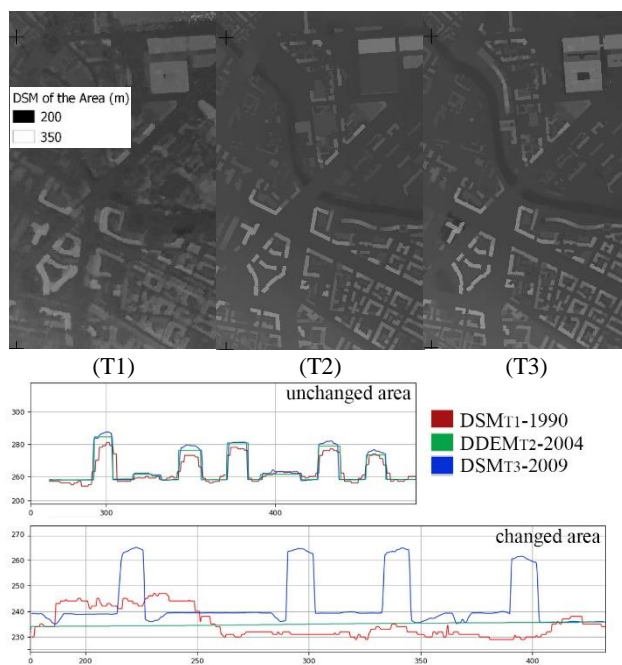 DSM of the Area (m)
200
350
(T1)
(T2)
(T3)
unchanged area
300
280
260
200
300
400
DSMT1-1990
DDEMT2-2004
DSMT3-2009
changed area
270
260
250
240
230
200
250
300
350
400